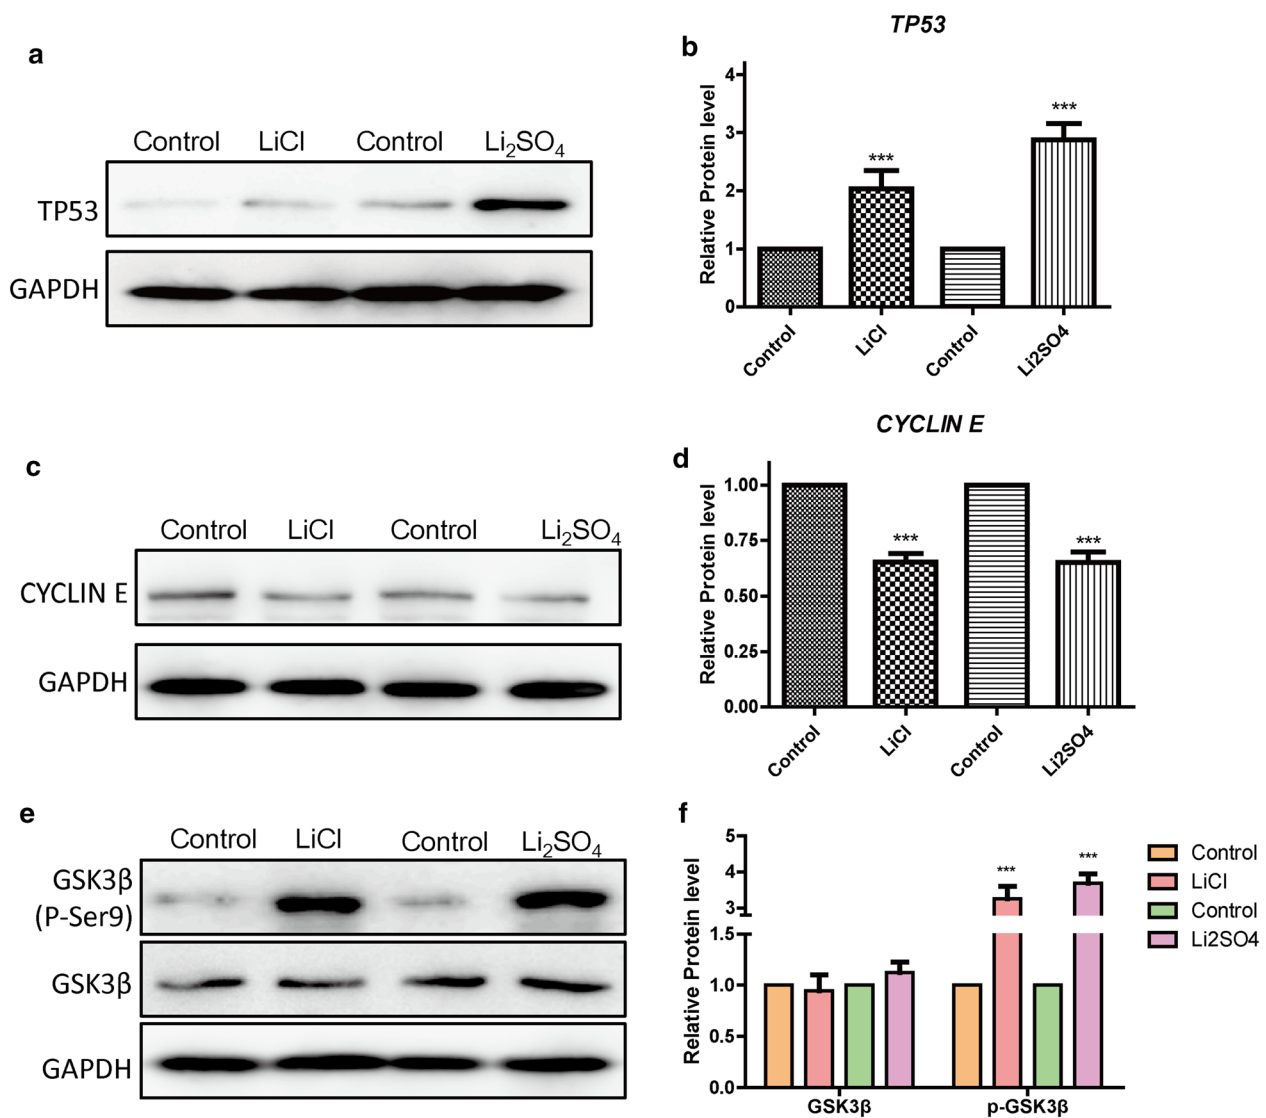 a
Control LiCl Control Li₂SO₄
TP53
GAPDH
b
TP53
Relative Protein level
4
3
2
1
0
Control LiCl Control Li2SO4
***
***
c
Control LiCl Control Li₂SO₄
CYCLIN E
GAPDH
d
CYCLIN E
Relative Protein level
1.00
0.75
0.50
0.25
0.00
Control LiCl Control Li2SO4
***
***
e
Control LiCl Control Li₂SO₄
GSK3β
(P-Ser9)
GSK3β
GAPDH
f
Relative Protein level
5
4
3
1.5
1.0
0.5
0.0
***
***
GSK3β p-GSK3β
Control
LiCl
Control
Li2SO4